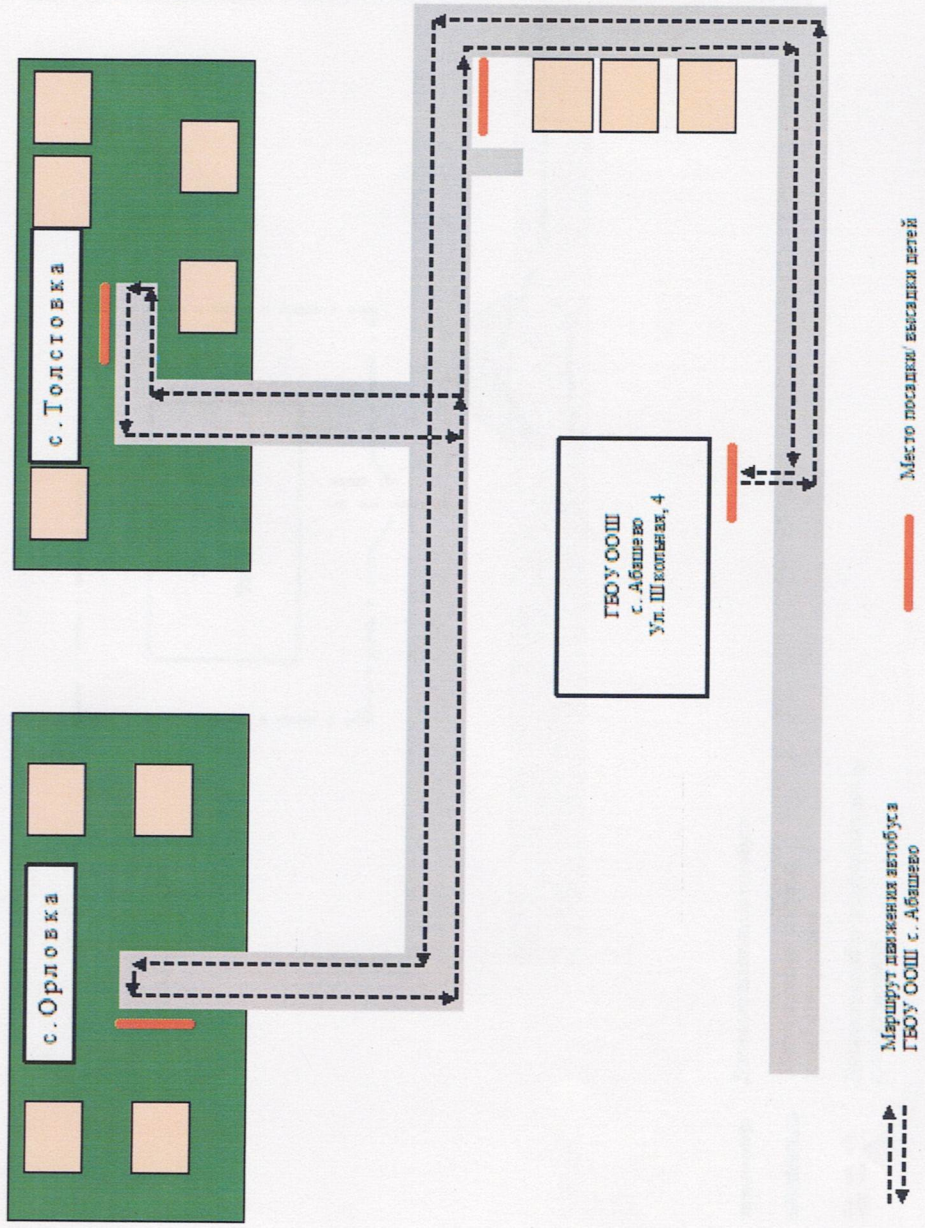 с. Орловка
с. Толстовка
ГБОУ ООШ
с. Абашево
Ул. Школьная, 4
Маршрут движения автобуса
ГБОУ ООШ с. Абашево
Место посадки/ высадки детей